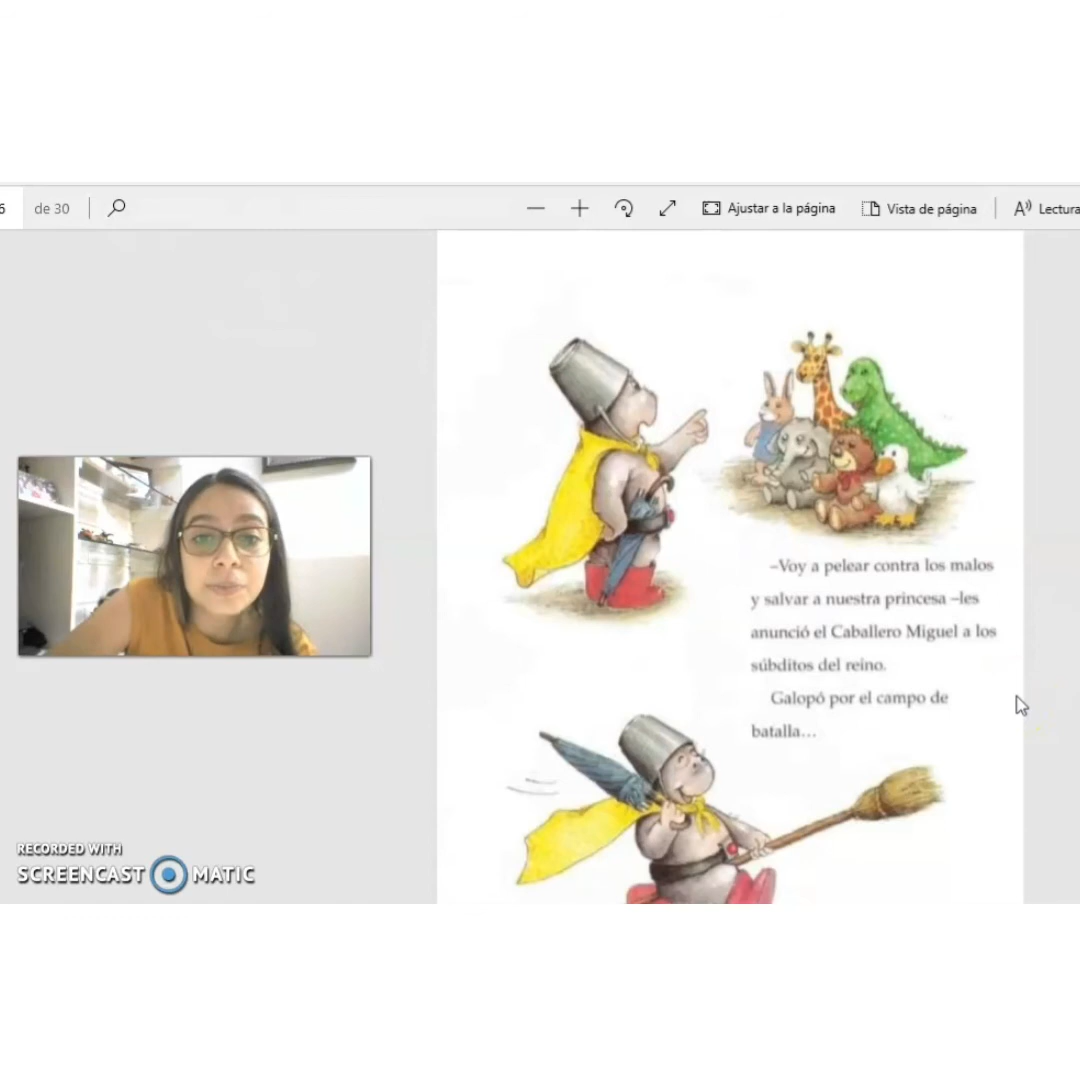 6 de 30
Ajustar a la página
Vista de página
Lectura
–Voy a pelear contra los malos
y salvar a nuestra princesa –les
anunció el Caballero Miguel a los
súbditos del reino.
Galopó por el campo de
batalla...
RECORDED WITH
SCREENCAST MATIC